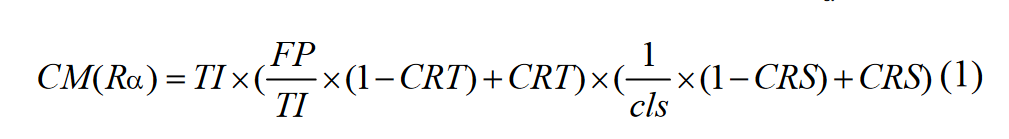 CM(Rα) = TI×(FP/TI×(1−CRT)+CRT)×(1/cls×(1−CRS)+CRS) (1)